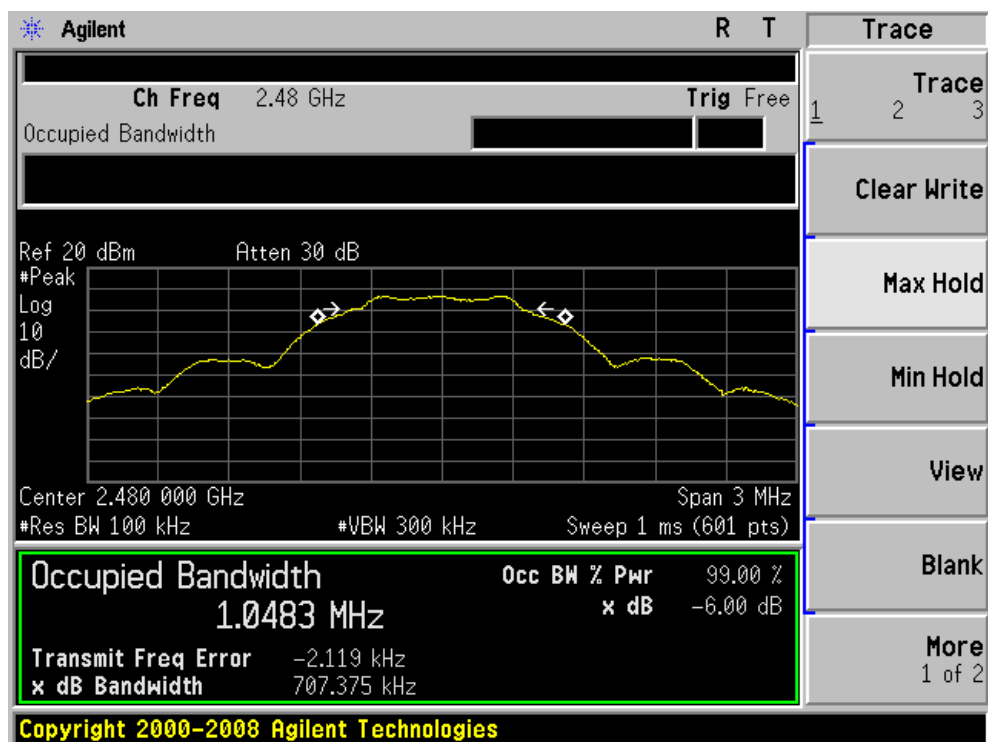 Agilent R T Trace
Ch Freq 2.48 GHz Trig Free
Occupied Bandwidth
Trace
1 2 3
Clear Write
Max Hold
Min Hold
View
Blank
More
1 of 2
Ref 20 dBm Atten 30 dB
#Peak
Log
10
dB/
Center 2.480 000 GHz Span 3 MHz
#Res BW 100 kHz #VBW 300 kHz Sweep 1 ms (601 pts)
Occupied Bandwidth Occ BW % Pwr 99.00 %
1.0483 MHz x dB -6.00 dB
Transmit Freq Error -2.119 kHz
x dB Bandwidth 707.375 kHz
Copyright 2000-2008 Agilent Technologies